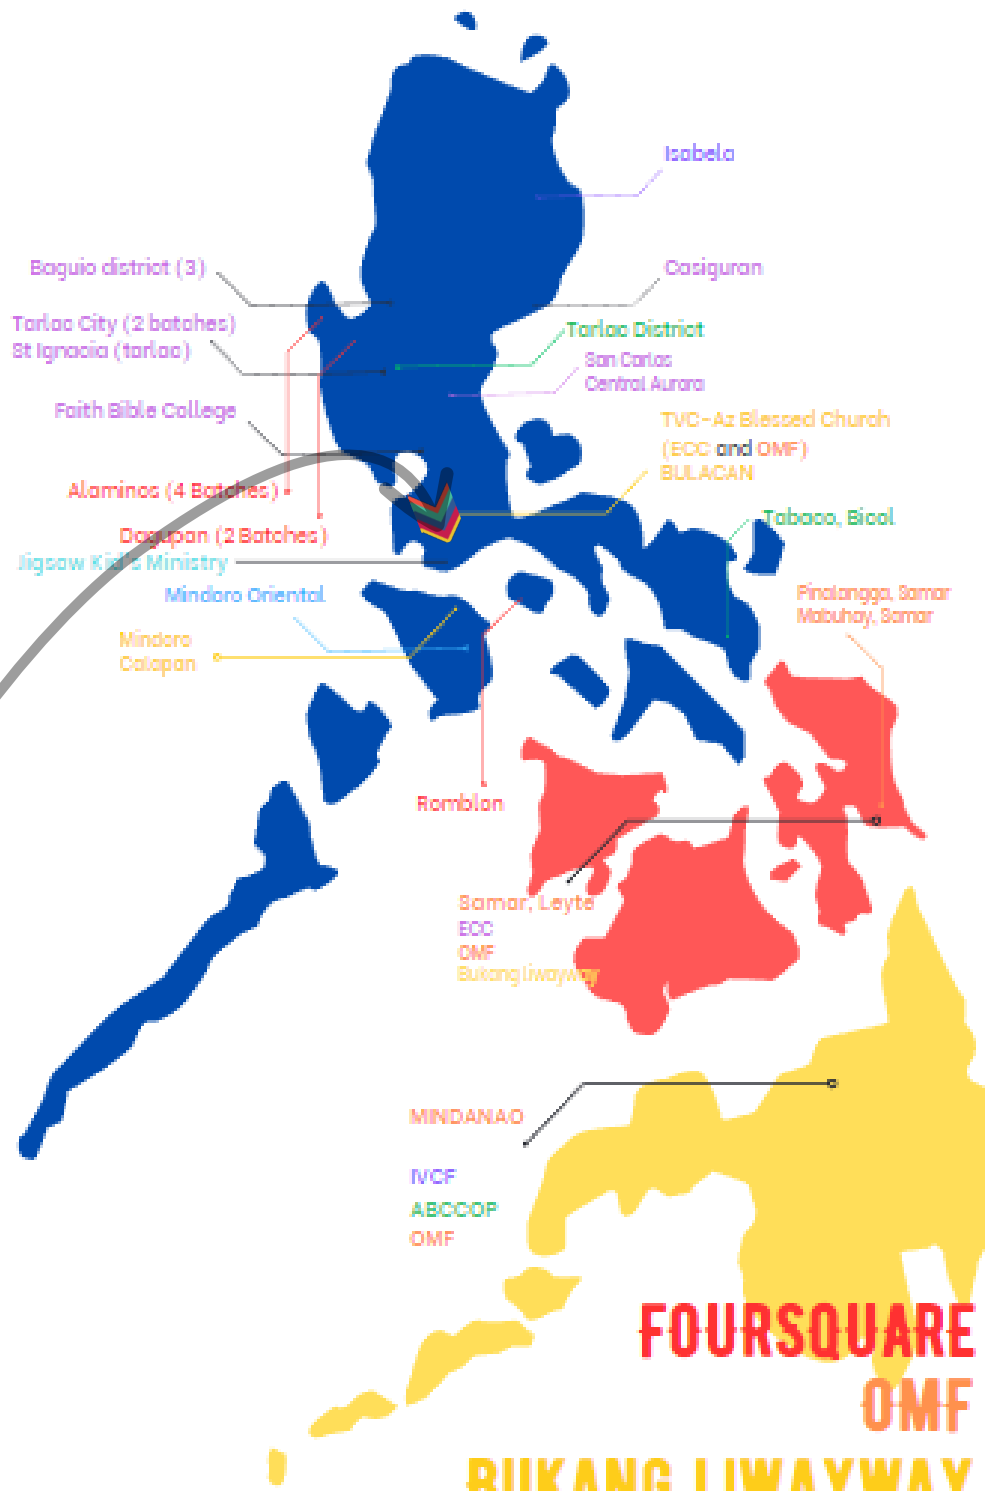 Isabela
Baguio district (3)
Casiguran
Tarlac City (2 batches)
St Ignacia (tarlac)
Tarlac District
San Carlos
Central Aurora
Faith Bible College
TVC-Az Blessed Church
(ECC and OMF)
BULACAN
Alaminos (4 Batches)
Tabaco, Bicol
Dagupan (2 Batches)
Jigsaw Kid's Ministry
Mindoro Oriental
Pinalangga, Samar
Mabuhay, Samar
Mindoro
Calapan
Romblon
Samar, Leyte
ECC
OMF
Bukang liwayway
MINDANAO
IVCF
ABCCOP
OMF
FOURSQUARE
OMF
BUKANG LIWAYWAY